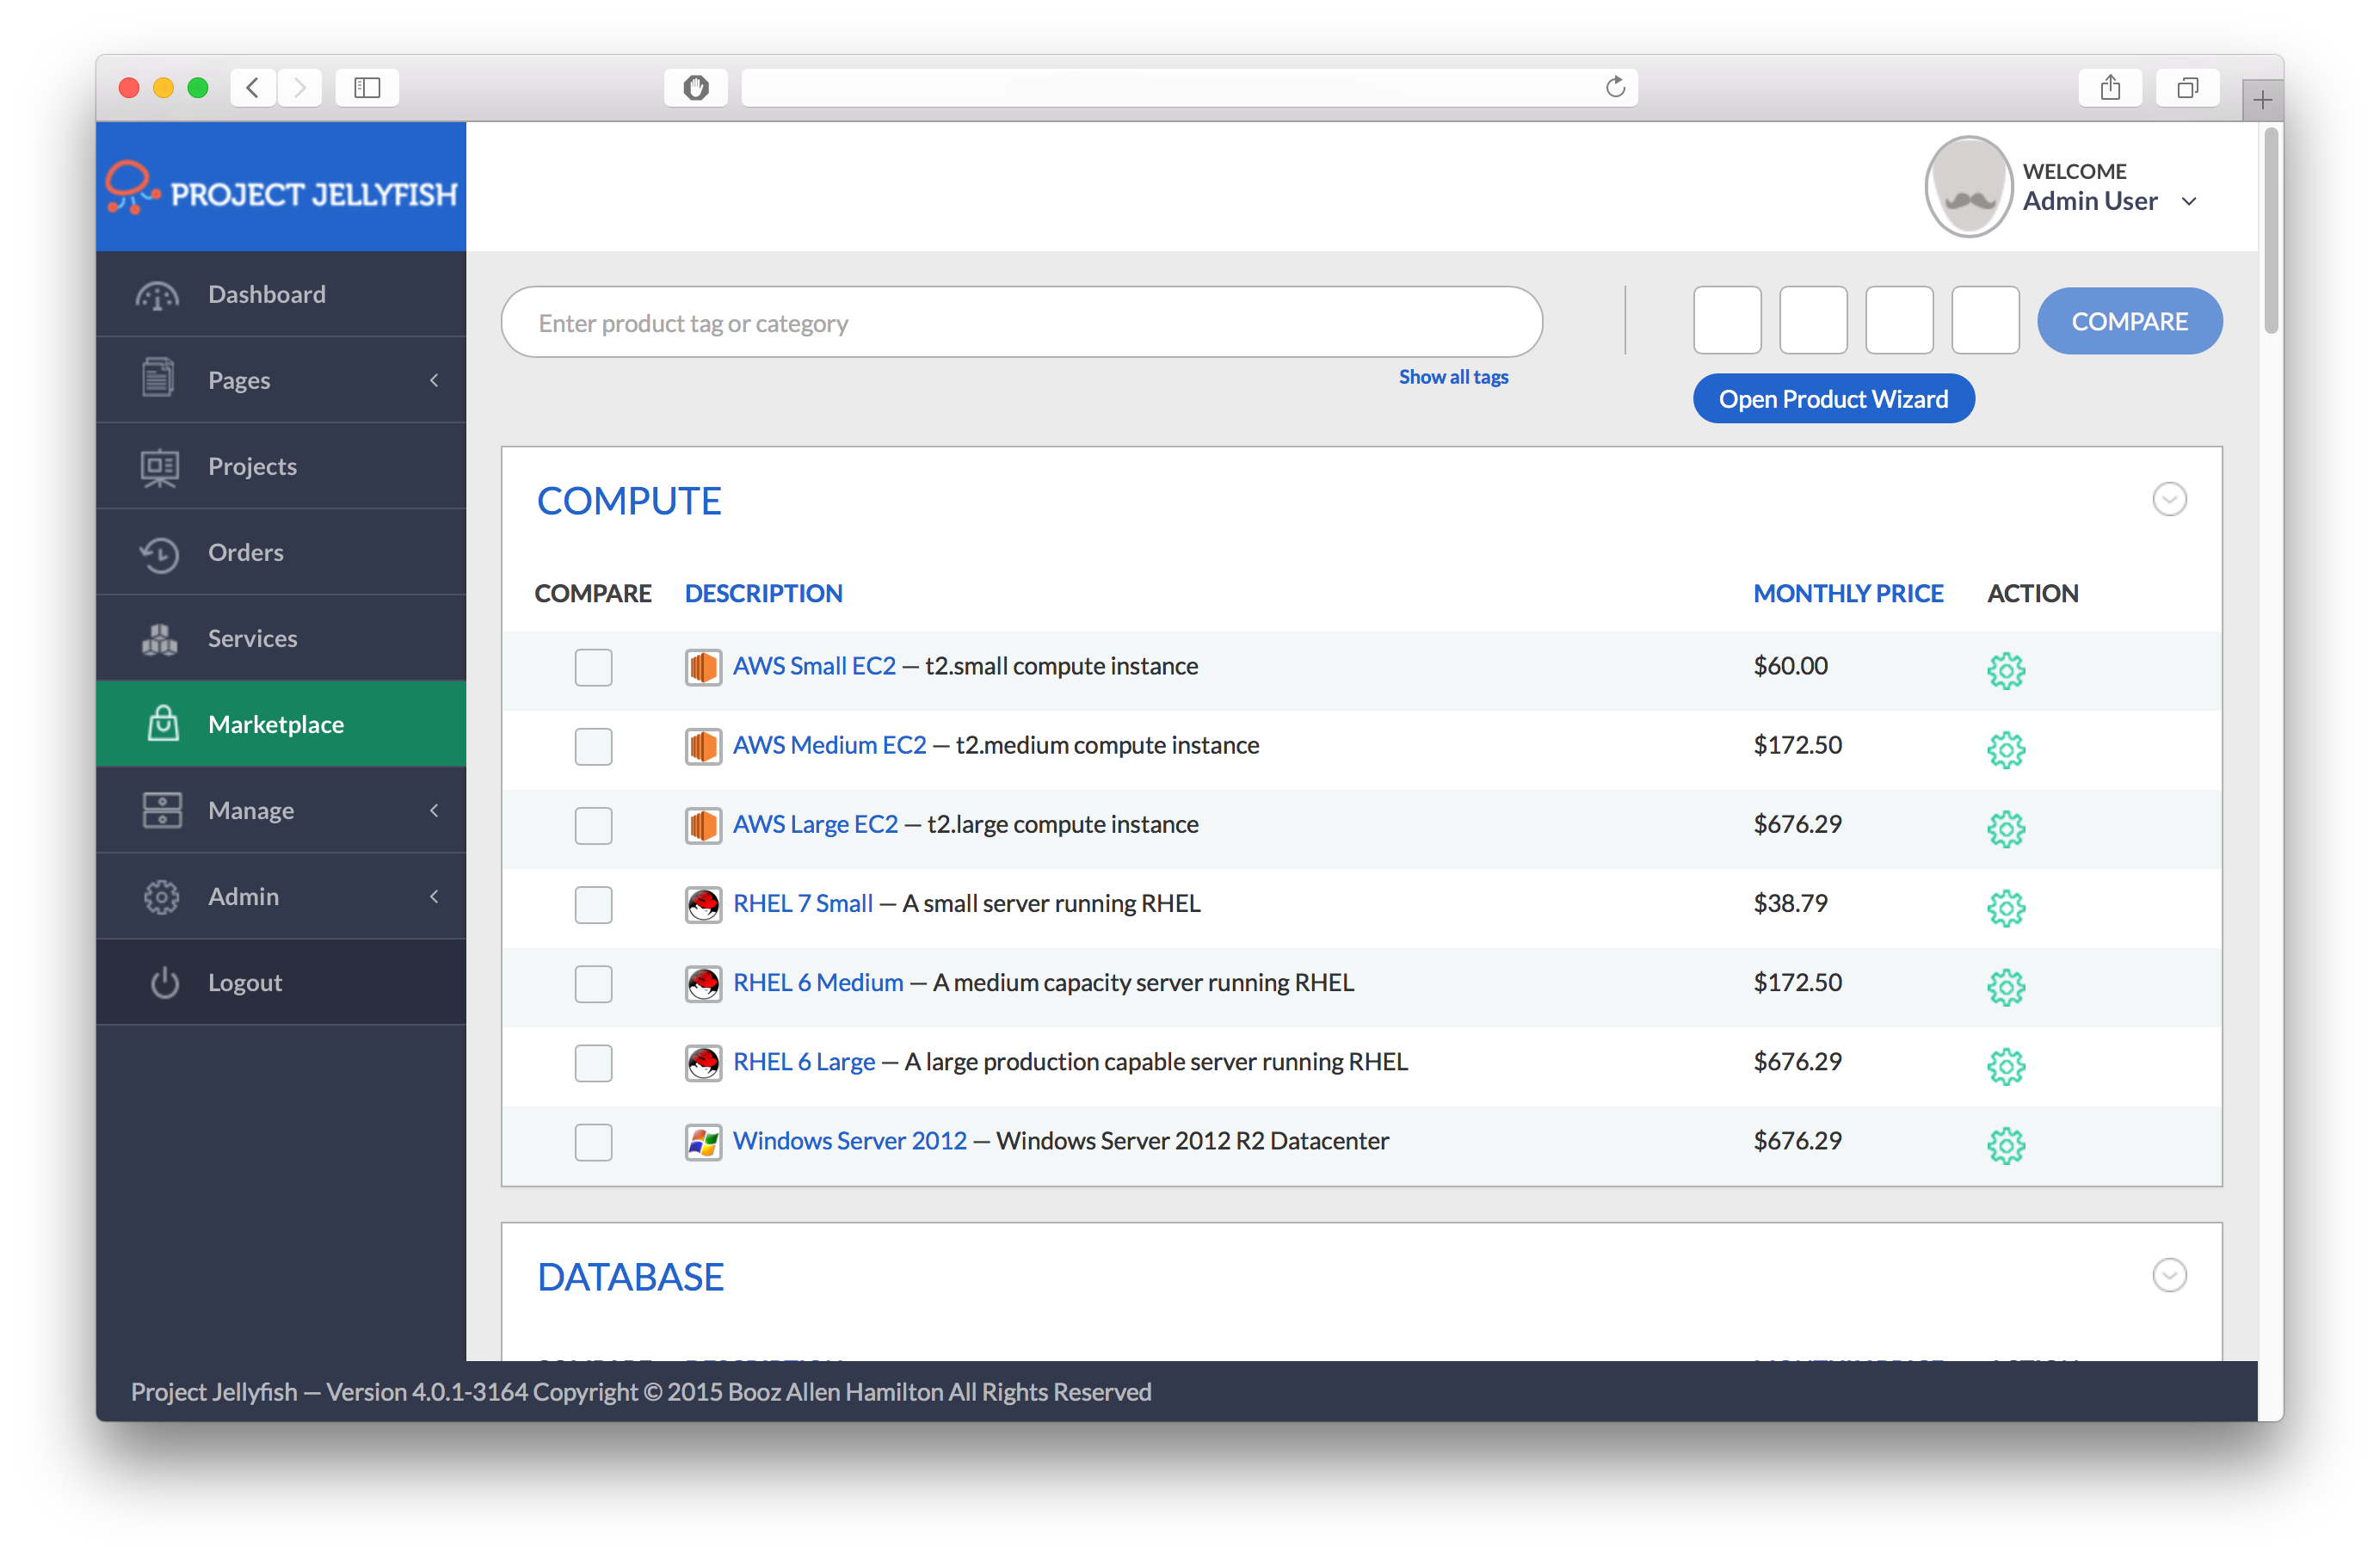 PROJECT JELLYFISH
WELCOME
Admin User
Dashboard
Pages
Projects
Orders
Services
Marketplace
Manage
Admin
Logout
Enter product tag or category
Show all tags
COMPARE
Open Product Wizard
COMPUTE
COMPARE DESCRIPTION MONTHLY PRICE ACTION
AWS Small EC2 — t2.small compute instance $60.00
AWS Medium EC2 — t2.medium compute instance $172.50
AWS Large EC2 — t2.large compute instance $676.29
RHEL 7 Small — A small server running RHEL $38.79
RHEL 6 Medium — A medium capacity server running RHEL $172.50
RHEL 6 Large — A large production capable server running RHEL $676.29
Windows Server 2012 — Windows Server 2012 R2 Datacenter $676.29
DATABASE
Project Jellyfish — Version 4.0.1-3164 Copyright © 2015 Booz Allen Hamilton All Rights Reserved